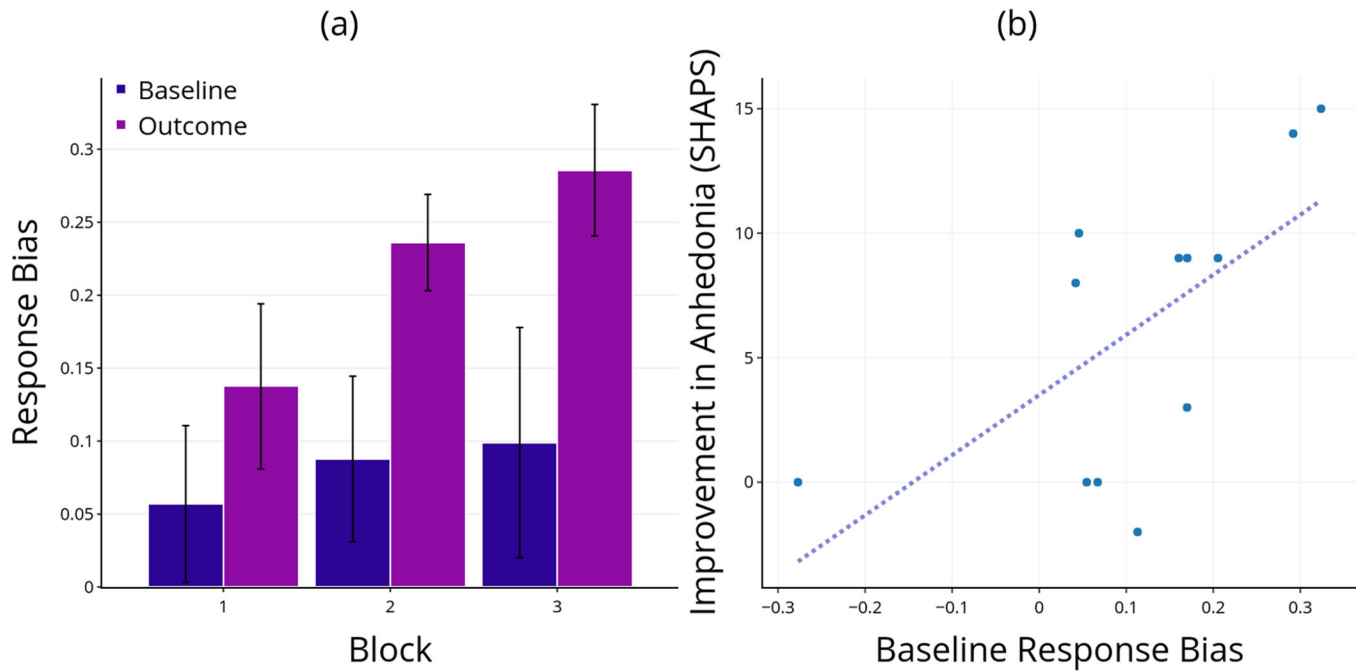 (a)
Baseline
Outcome
0.3
0.25
0.2
0.15
0.1
0.05
0
Response Bias
1 2 3
Block
(b)
15
10
5
0
Improvement in Anhedonia (SHAPS)
−0.3 −0.2 −0.1 0 0.1 0.2 0.3
Baseline Response Bias